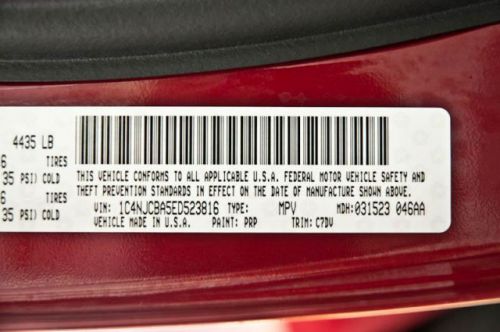 4435 LB
6 TIRES
35 PSI) COLD
6 TIRES
35 PSI) COLD
THIS VEHICLE CONFORMS TO ALL APPLICABLE U.S.A. FEDERAL MOTOR VEHICLE SAFETY AND
THEFT PREVENTION STANDARDS IN EFFECT ON THE DATE OF MANUFACTURE SHOWN ABOVE.
VIN: 1C4NJCBA5ED523816 TYPE: MPV MDH:031523 046AA
VEHICLE MADE IN U.S.A. PAINT: PRP TRIM: C7DV